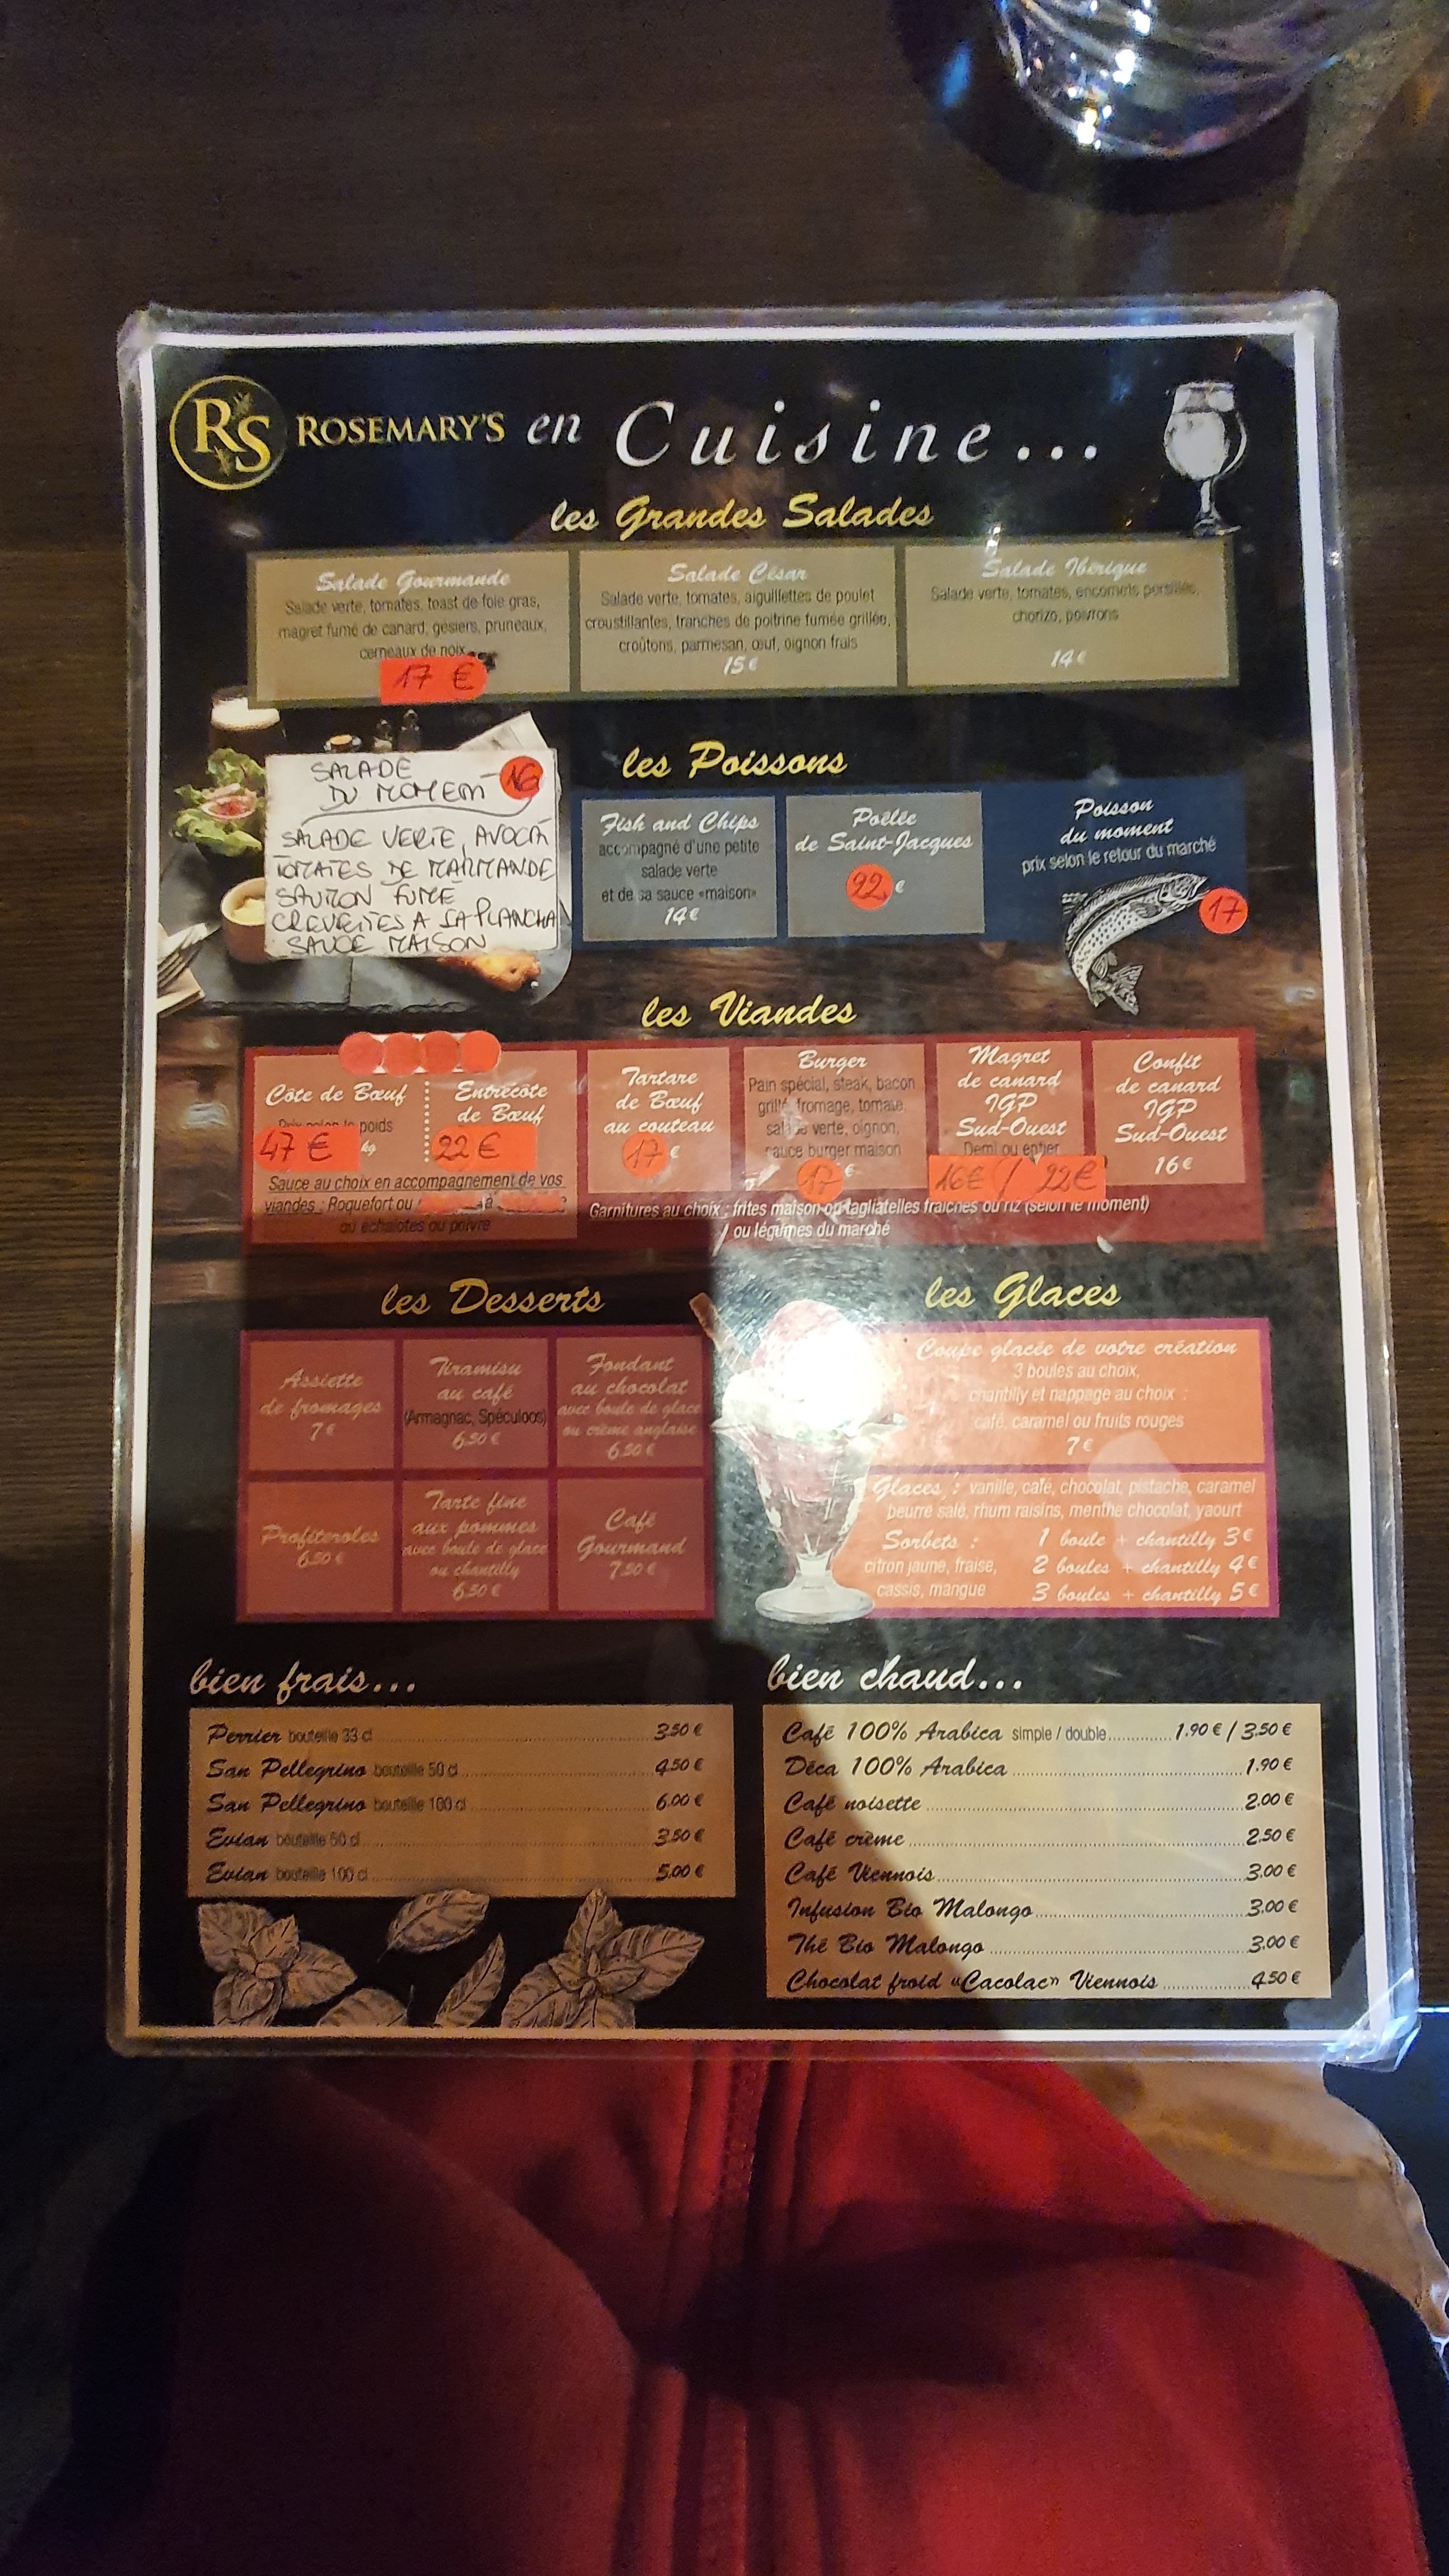 RS ROSEMARY'S en Cuisine...
les Grandes Salades
Salade Gourmande
Salade verte, tomates, toast de foie gras,
magret fumé de canard, gésiers, pruneaux,
cerneaux de noix
17 €
Salade César
Salade verte, tomates, aiguillettes de poulet
croustillantes, tranches de poitrine fumée grillée,
croûtons, parmesan, œuf, oignon frais
15€
Salade Ibérique
Salade verte, tomates, encornets persillés,
chorizo, poivrons
14€
SALADE
DU MOMENT
16
SALADE VERTE, AVOCAT
TOMATES DE MARMANDE
SAUMON FUME
CREVETTES A LA PLANCHA
SAUCE MAISON
les Poissons
Fish and Chips
accompagné d'une petite
salade verte
et de sa sauce «maison»
14€
Poêlée
de Saint-Jacques
22 €
Poisson
du moment
prix selon le retour du marché
17
les Viandes
Côte de Bœuf
poids
47 € kg
Entrecôte
de Bœuf
22 €
Sauce au choix en accompagnement de vos
viandes : Roquefort ou
ou échalotes ou poivre
Tartare
de Bœuf
au couteau
17 €
Burger
Pain spécial, steak, bacon
grillé, fromage, tomate,
salade verte, oignon,
sauce burger maison
17 €
Magret
de canard
IGP
Sud-Ouest
Demi ou entier
16€ / 22€
Confit
de canard
IGP
Sud-Ouest
16€
Garnitures au choix : frites maison ou tagliatelles fraîches ou riz (selon le moment)
/ ou légumes du marché
les Desserts
Assiette
de fromages
7€
Tiramisu
au café
(Armagnac, Spéculoos)
6,50 €
Fondant
au chocolat
avec boule de glace
ou crème anglaise
6,50 €
Profiteroles
6,50 €
Tarte fine
aux pommes
avec boule de glace
ou chantilly
6,50 €
Café
Gourmand
7,50 €
les Glaces
Coupe glacée de votre création
3 boules au choix,
chantilly et nappage au choix :
café, caramel ou fruits rouges
7€
Glaces : vanille, café, chocolat, pistache, caramel
beurre salé, rhum raisins, menthe chocolat, yaourt
Sorbets :
citron jaune, fraise,
cassis, mangue
1 boule + chantilly 3€
2 boules + chantilly 4€
3 boules + chantilly 5€
bien frais...
Perrier bouteille 33 cl 3,50 €
San Pellegrino bouteille 50 cl 4,50 €
San Pellegrino bouteille 100 cl 6,00 €
Evian bouteille 50 cl 3,50 €
Evian bouteille 100 cl 5,00 €
bien chaud...
Café 100% Arabica simple / double 1,90 € / 3,50 €
Déca 100% Arabica 1,90 €
Café noisette 2,00 €
Café crème 2,50 €
Café Viennois 3,00 €
Infusion Bio Malongo 3,00 €
Thé Bio Malongo 3,00 €
Chocolat froid «Cacolac» Viennois 4,50 €